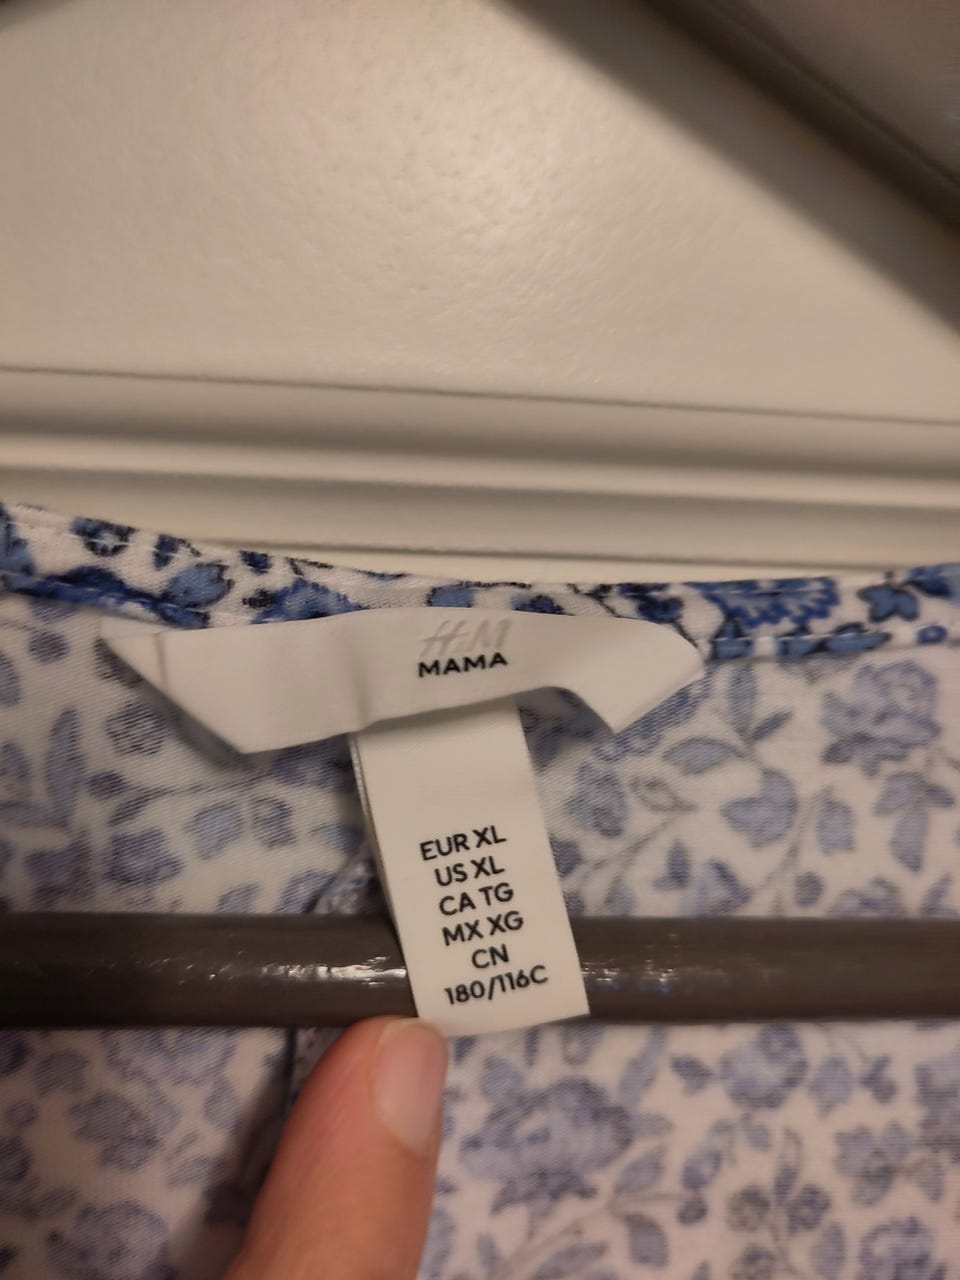 H&M
MAMA
EUR XL
US XL
CA TG
MX XG
CN
180/116C